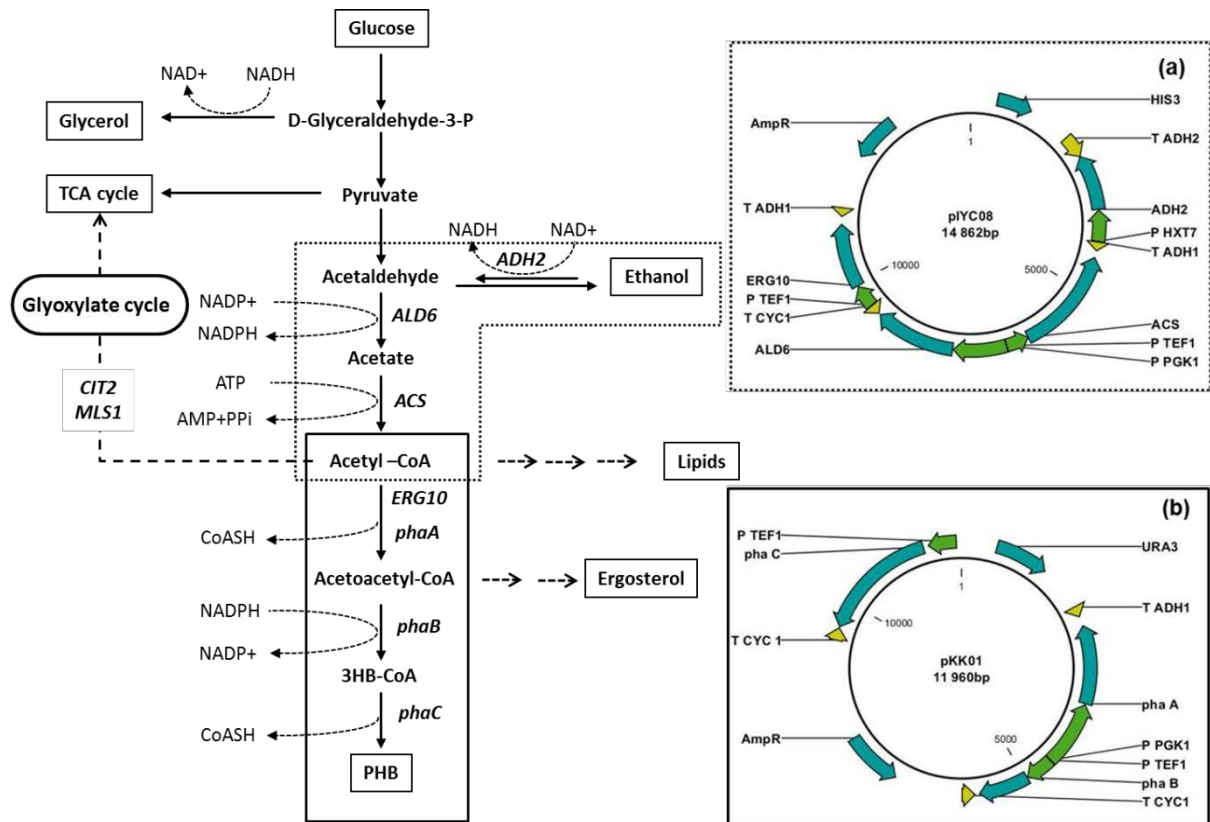 Glucose
NAD+
NADH
Glycerol
D-Glyceraldehyde-3-P
TCA cycle
Pyruvate
NADH
NAD+
ADH2
Acetaldehyde
Ethanol
Glyoxylate cycle
NADP+
ALD6
NADPH
Acetate
CIT2
MLS1
ATP
ACS
AMP+PPi
Acetyl –CoA
Lipids
ERG10
CoASH
phaA
Acetoacetyl-CoA
Ergosterol
NADPH
phaB
NADP+
3HB-CoA
phaC
CoASH
PHB
(a)
HIS3
AmpR
1
T ADH2
T ADH1
pIYC08
14 862bp
ADH2
P HXT7
T ADH1
10000
5000
ERG10
P TEF1
T CYC1
ALD6
ACS
P TEF1
P PGK1
(b)
P TEF1
pha C
URA3
1
T ADH1
10000
T CYC 1
pKK01
11 960bp
pha A
AmpR
5000
P PGK1
P TEF1
pha B
T CYC1